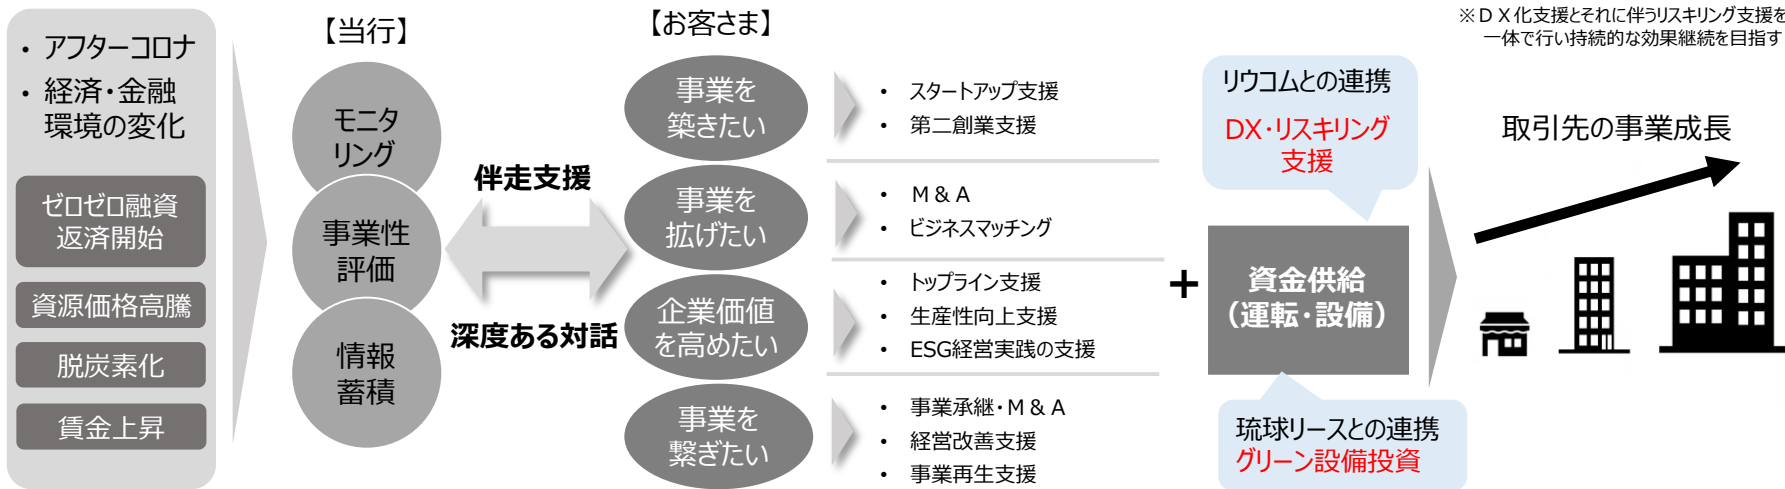 ・ アフターコロナ
・ 経済・金融
環境の変化
ゼロゼロ融資
返済開始
資源価格高騰
脱炭素化
賃金上昇
【当行】
モニタ
リング
事業性
評価
情報
蓄積
伴走支援
深度ある対話
【お客さま】
事業を
築きたい
・ スタートアップ支援
・ 第二創業支援
事業を
拡げたい
・ M & A
・ ビジネスマッチング
企業価値
を高めたい
・ トップライン支援
・ 生産性向上支援
・ ESG経営実践の支援
事業を
繋ぎたい
・ 事業承継・M & A
・ 経営改善支援
・ 事業再生支援
+
リウコムとの連携
DX・リスキリング
支援
資金供給
（運転・設備）
琉球リースとの連携
グリーン設備投資
※ＤＸ化支援とそれに伴うリスキリング支援を
一体で行い持続的な効果継続を目指す
取引先の事業成長